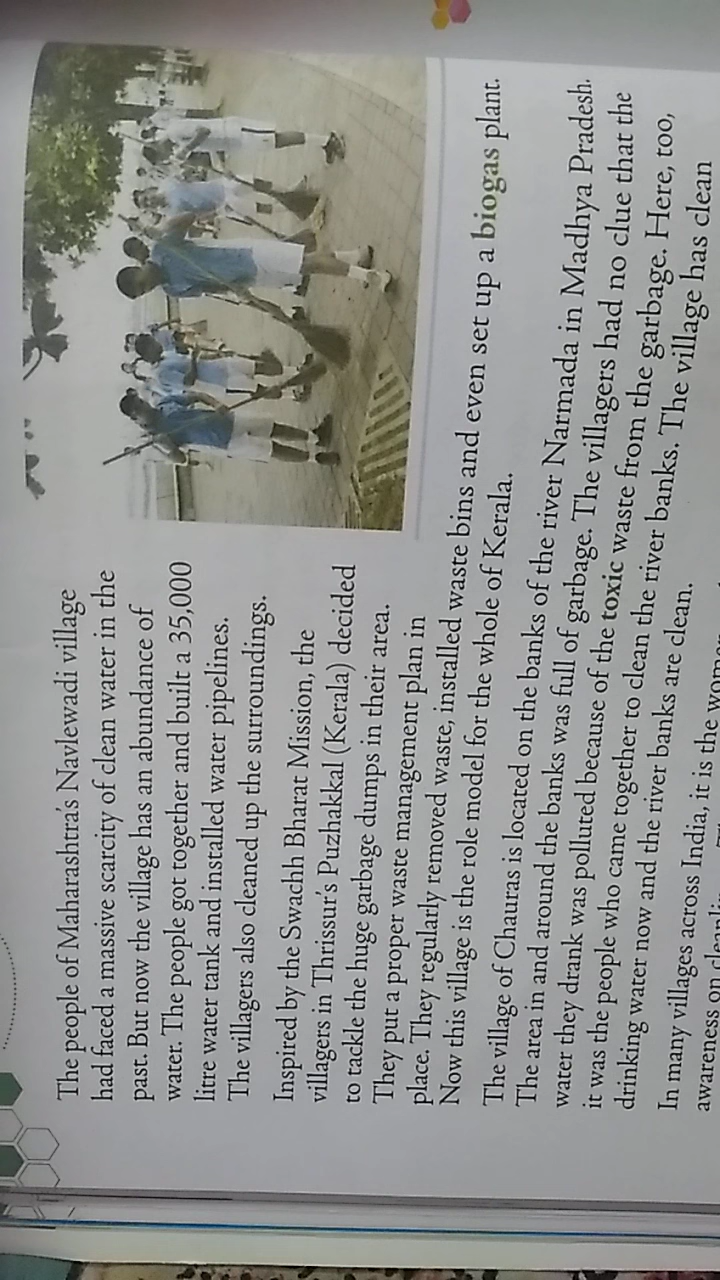 The people of Maharashtra's Navlewadi village
had faced a massive scarcity of clean water in the
past. But now the village has an abundance of
water. The people got together and built a 35,000
litre water tank and installed water pipelines.
The villagers also cleaned up the surroundings.
Inspired by the Swachh Bharat Mission, the
villagers in Thrissur's Puzhakkal (Kerala) decided
to tackle the huge garbage dumps in their area.
They put a proper waste management plan in
place. They regularly removed waste, installed waste bins and even set up a biogas plant.
Now this village is the role model for the whole of Kerala.
The village of Chauras is located on the banks of the river Narmada in Madhya Pradesh.
The area in and around the banks was full of garbage. The villagers had no clue that the
water they drank was polluted because of the toxic waste from the garbage. Here, too,
it was the people who came together to clean the river banks. The village has clean
drinking water now and the river banks are clean.
In many villages across India, it is the
awareness on